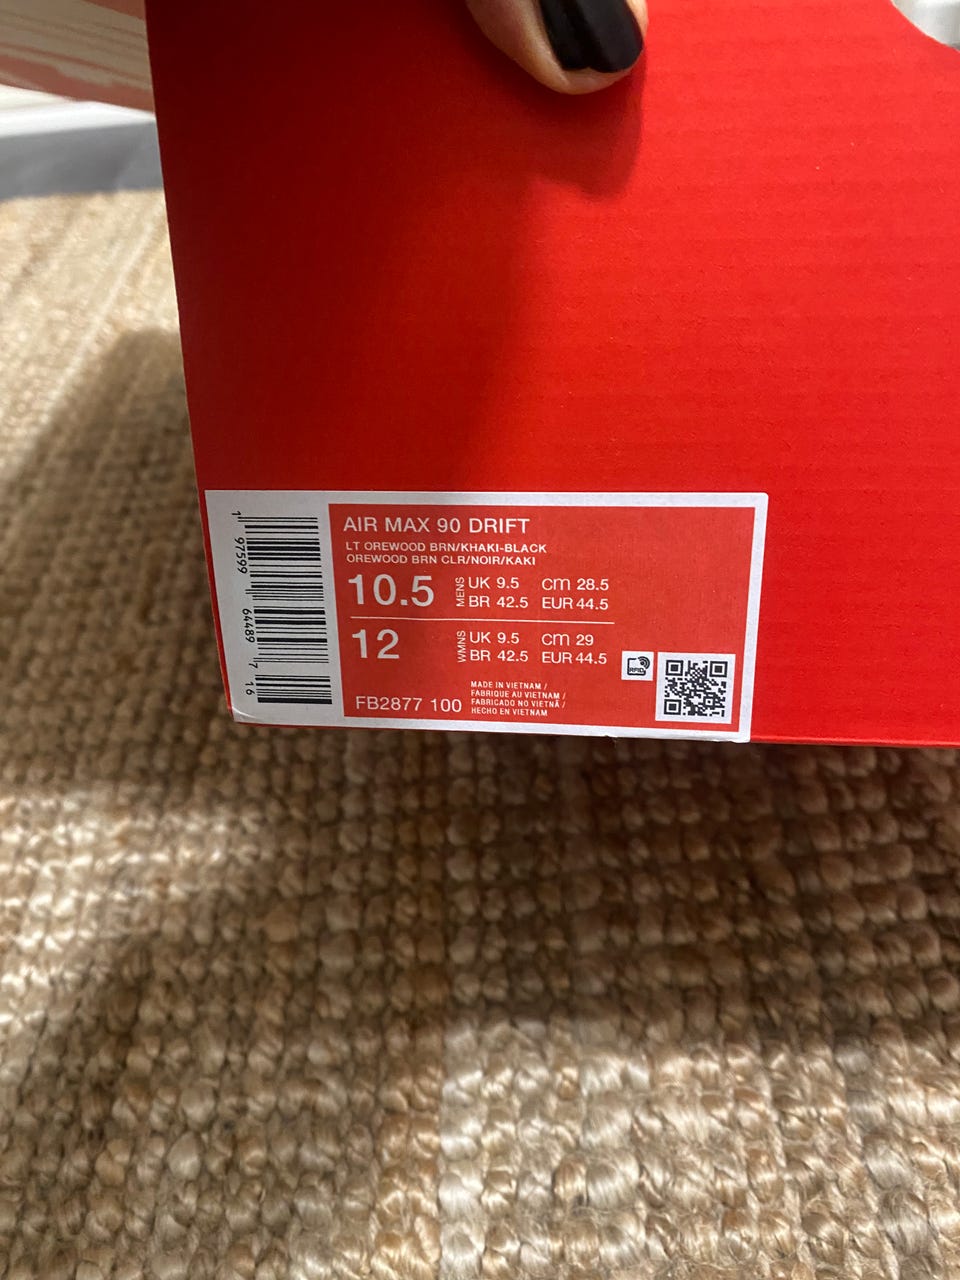 AIR MAX 90 DRIFT
LT OREWOOD BRN/KHAKI-BLACK
OREWOOD BRN CLR/NOIR/KAKI
10.5 MENS UK 9.5 cm 28.5
BR 42.5 EUR 44.5
12 WMNS UK 9.5 cm 29
BR 42.5 EUR 44.5
RFID
FB2877 100
MADE IN VIETNAM /
FABRIQUE AU VIETNAM /
FABRICADO NO VIETNÃ /
HECHO EN VIETNAM
1 97599 64489 7 16